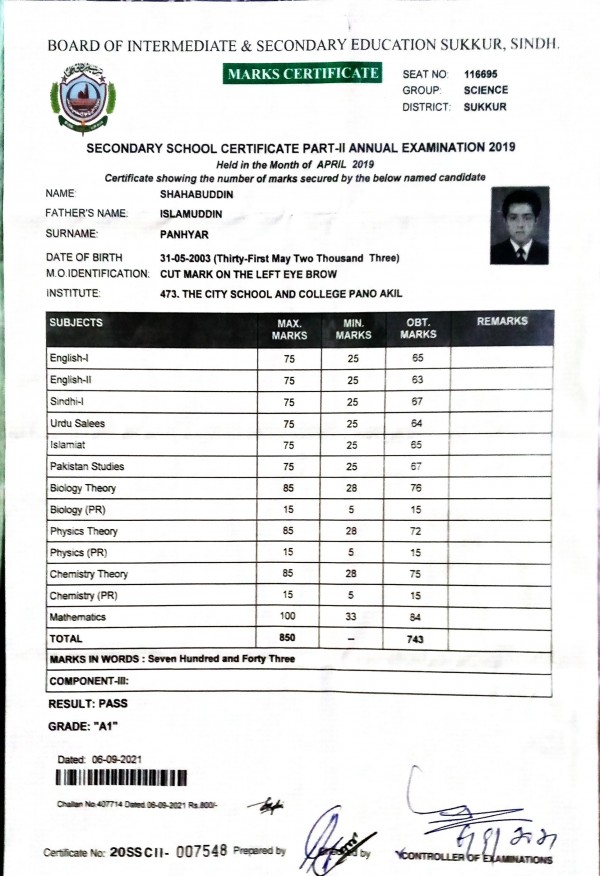 BOARD OF INTERMEDIATE & SECONDARY EDUCATION SUKKUR, SINDH.
MARKS CERTIFICATE
SEAT NO: 116695
GROUP: SCIENCE
DISTRICT: SUKKUR
SECONDARY SCHOOL CERTIFICATE PART-II ANNUAL EXAMINATION 2019
Held in the Month of APRIL 2019
Certificate showing the number of marks secured by the below named candidate
NAME: SHAHABUDDIN
FATHER'S NAME: ISLAMUDDIN
SURNAME: PANHYAR
DATE OF BIRTH 31-05-2003 (Thirty-First May Two Thousand Three)
M.O.IDENTIFICATION: CUT MARK ON THE LEFT EYE BROW
INSTITUTE: 473. THE CITY SCHOOL AND COLLEGE PANO AKIL
SUBJECTS MAX. MARKS MIN. MARKS OBT. MARKS REMARKS
English-I 75 25 65
English-II 75 25 63
Sindhi-I 75 25 67
Urdu Salees 75 25 64
Islamiat 75 25 65
Pakistan Studies 75 25 67
Biology Theory 85 28 76
Biology (PR) 15 5 15
Physics Theory 85 28 72
Physics (PR) 15 5 15
Chemistry Theory 85 28 75
Chemistry (PR) 15 5 15
Mathematics 100 33 84
TOTAL 850 – 743
MARKS IN WORDS : Seven Hundred and Forty Three
COMPONENT-III:
RESULT: PASS
GRADE: "A1"
Dated: 06-09-2021
Challan No.407714 Dated.06-09-2021 Rs.800/-
Certificate No: 20SSCII- 007548 Prepared by by CONTROLLER OF EXAMINATIONS